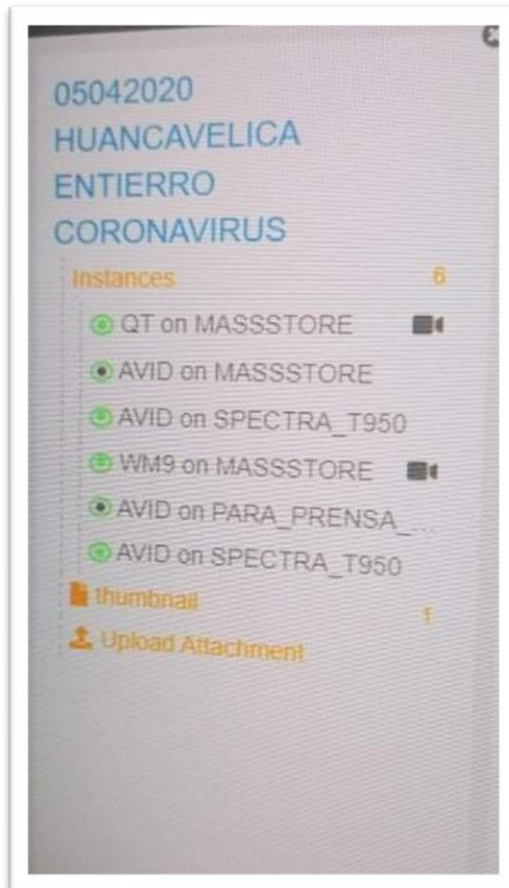 05042020
HUANCAVELICA
ENTIERRO
CORONAVIRUS
Instances 6
QT on MASSSTORE
AVID on MASSSTORE
AVID on SPECTRA_T950
WM9 on MASSSTORE
AVID on PARA_PRENSA_...
AVID on SPECTRA_T950
thumbnail 1
Upload Attachment